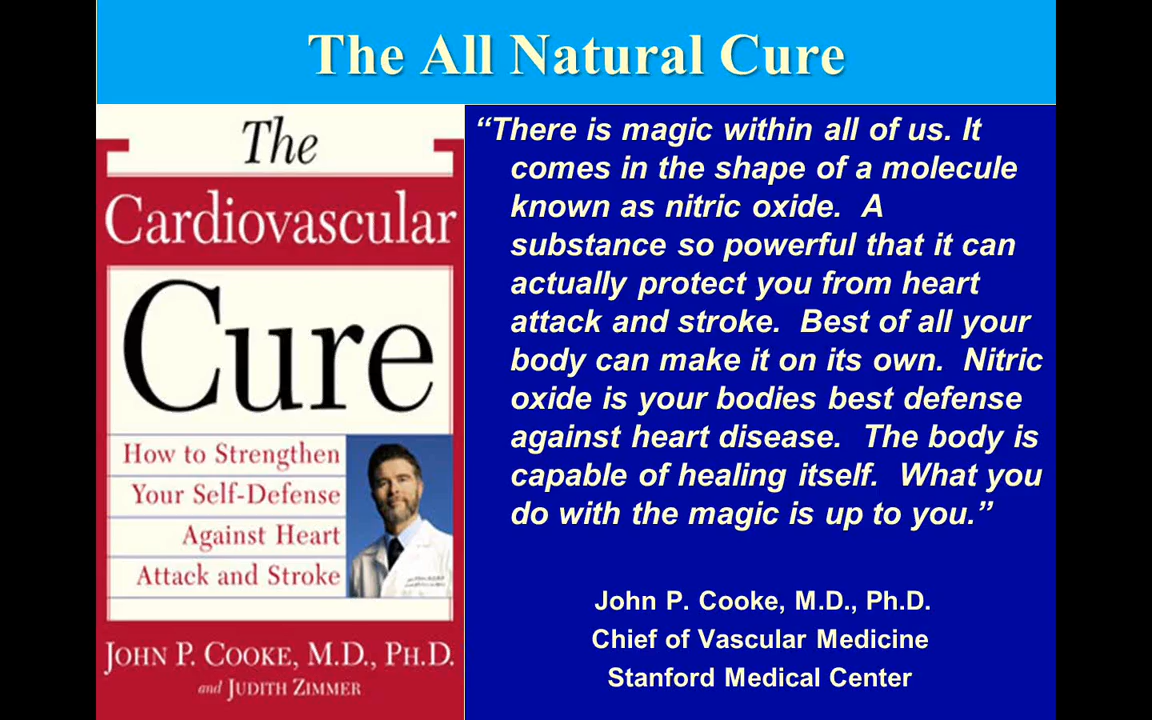 The All Natural Cure
The
Cardiovascular
Cure
How to Strengthen
Your Self-Defense
Against Heart
Attack and Stroke
JOHN P. COOKE, M.D., PH.D.
and JUDITH ZIMMER
“There is magic within all of us. It
comes in the shape of a molecule
known as nitric oxide. A
substance so powerful that it can
actually protect you from heart
attack and stroke. Best of all your
body can make it on its own. Nitric
oxide is your bodies best defense
against heart disease. The body is
capable of healing itself. What you
do with the magic is up to you.”
John P. Cooke, M.D., Ph.D.
Chief of Vascular Medicine
Stanford Medical Center